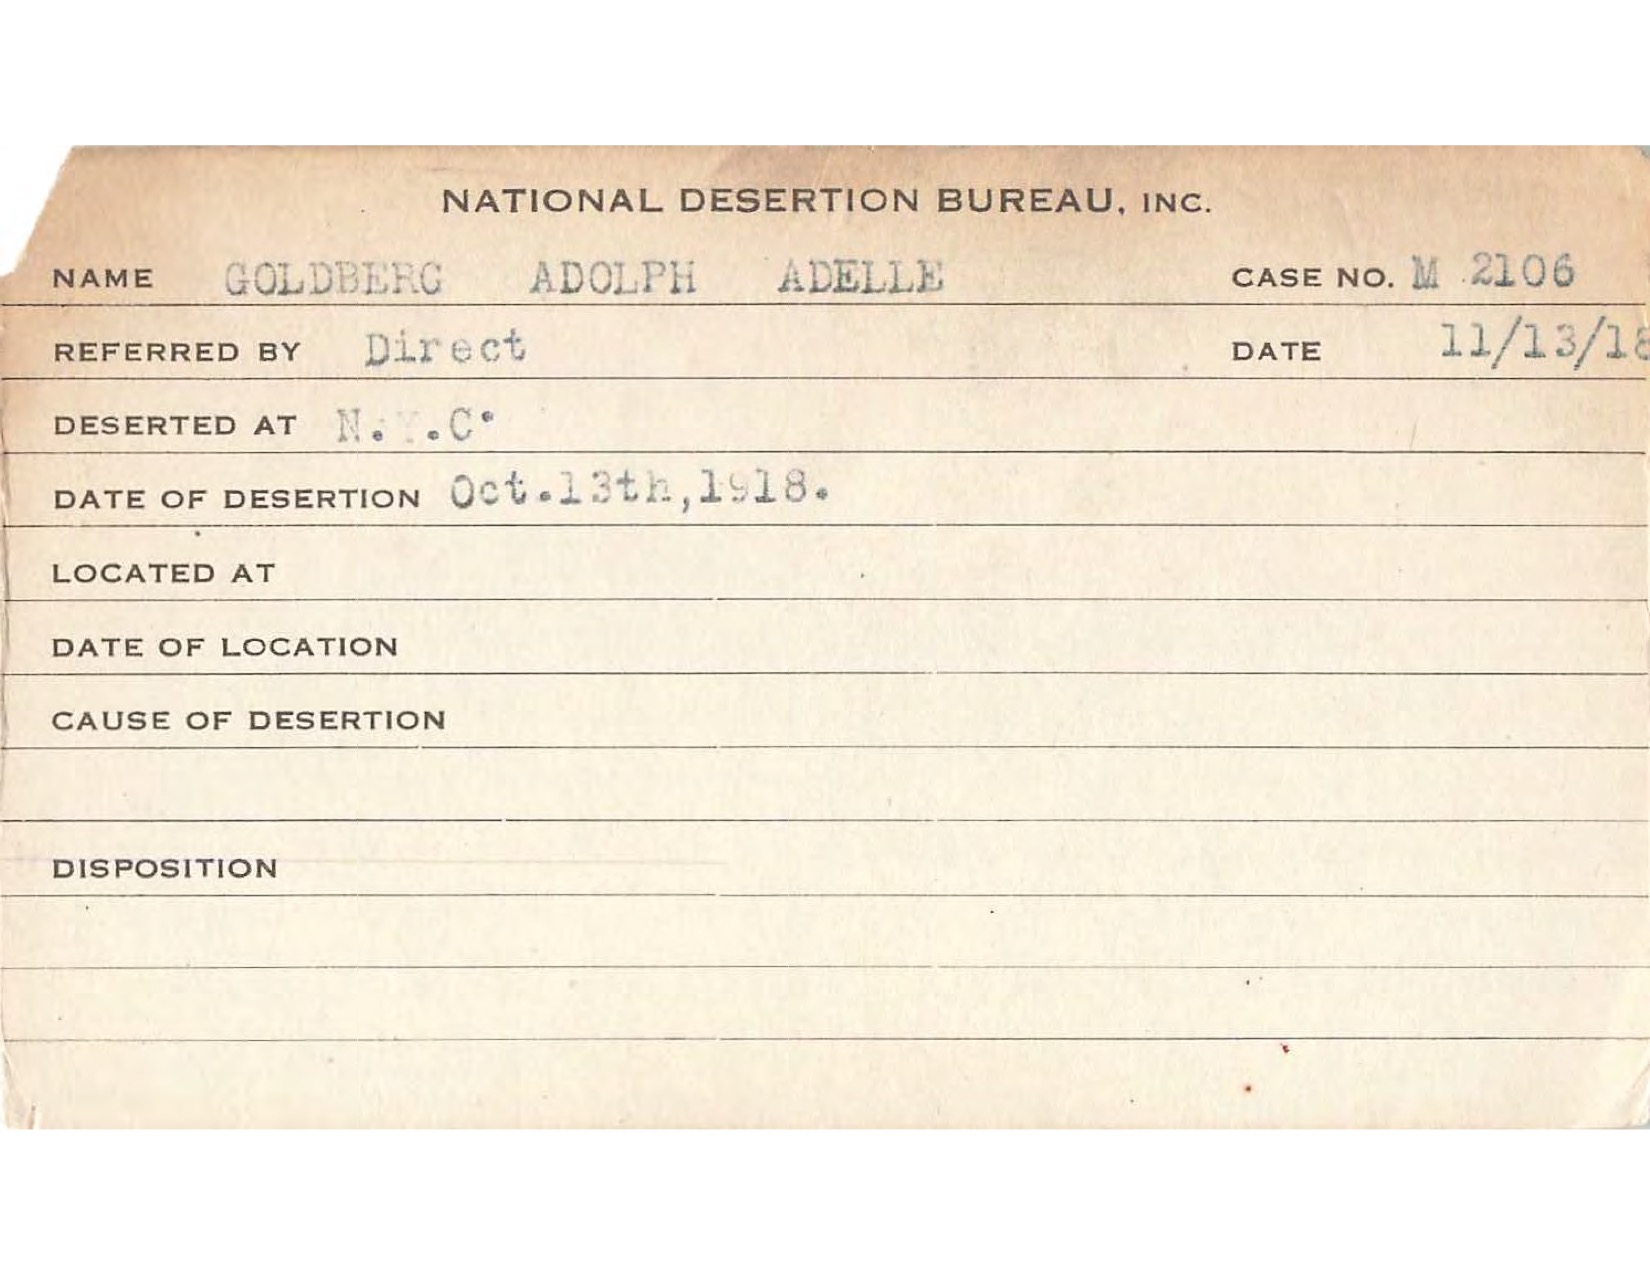 NATIONAL DESERTION BUREAU, INC.
NAME GOLDBERG ADOLPH ADELLE CASE NO. M 2106
REFERRED BY Direct DATE 11/13/18
DESERTED AT N.Y.C.
DATE OF DESERTION Oct.13th,1918.
LOCATED AT
DATE OF LOCATION
CAUSE OF DESERTION
DISPOSITION